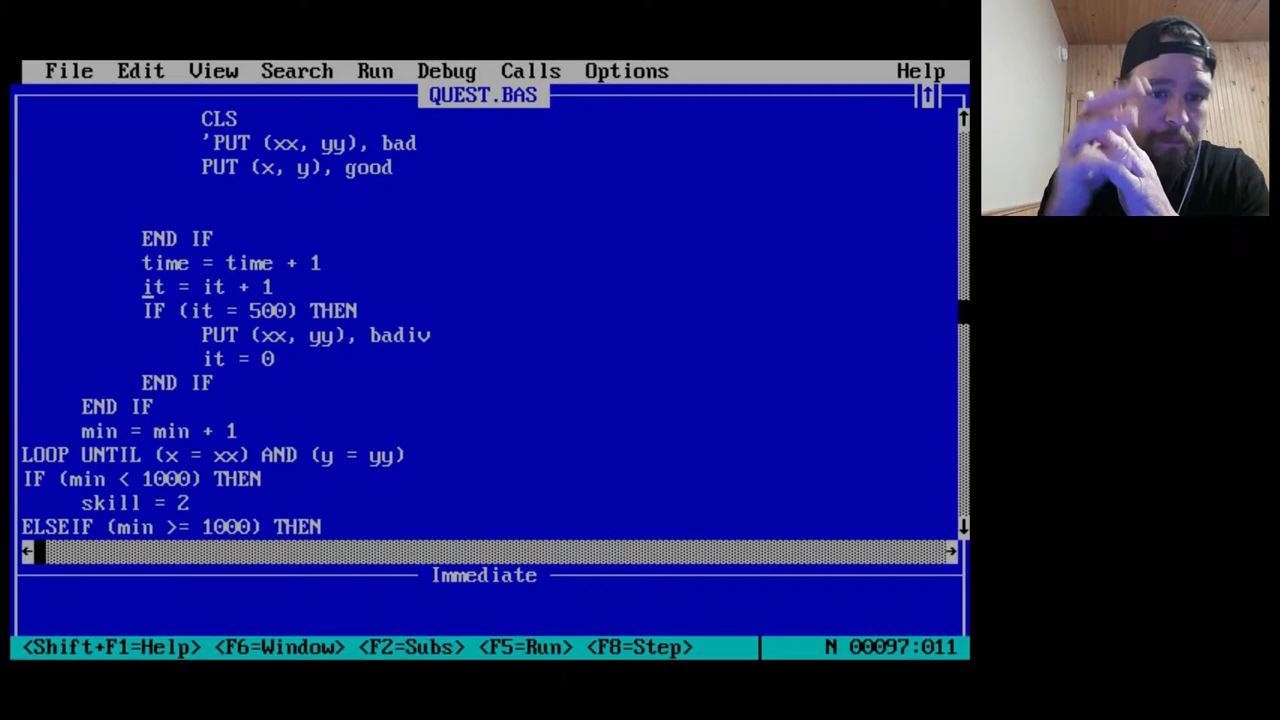 File Edit View Search Run Debug Calls Options Help
QUEST.BAS
CLS
'PUT (xx, yy), bad
PUT (x, y), good
END IF
time = time + 1
it = it + 1
IF (it = 500) THEN
PUT (xx, yy), badiv
it = 0
END IF
END IF
min = min + 1
LOOP UNTIL (x = xx) AND (y = yy)
IF (min < 1000) THEN
skill = 2
ELSEIF (min >= 1000) THEN
Immediate
<Shift+F1=Help> <F6=Window> <F2=Subs> <F5=Run> <F8=Step> N 00097:011